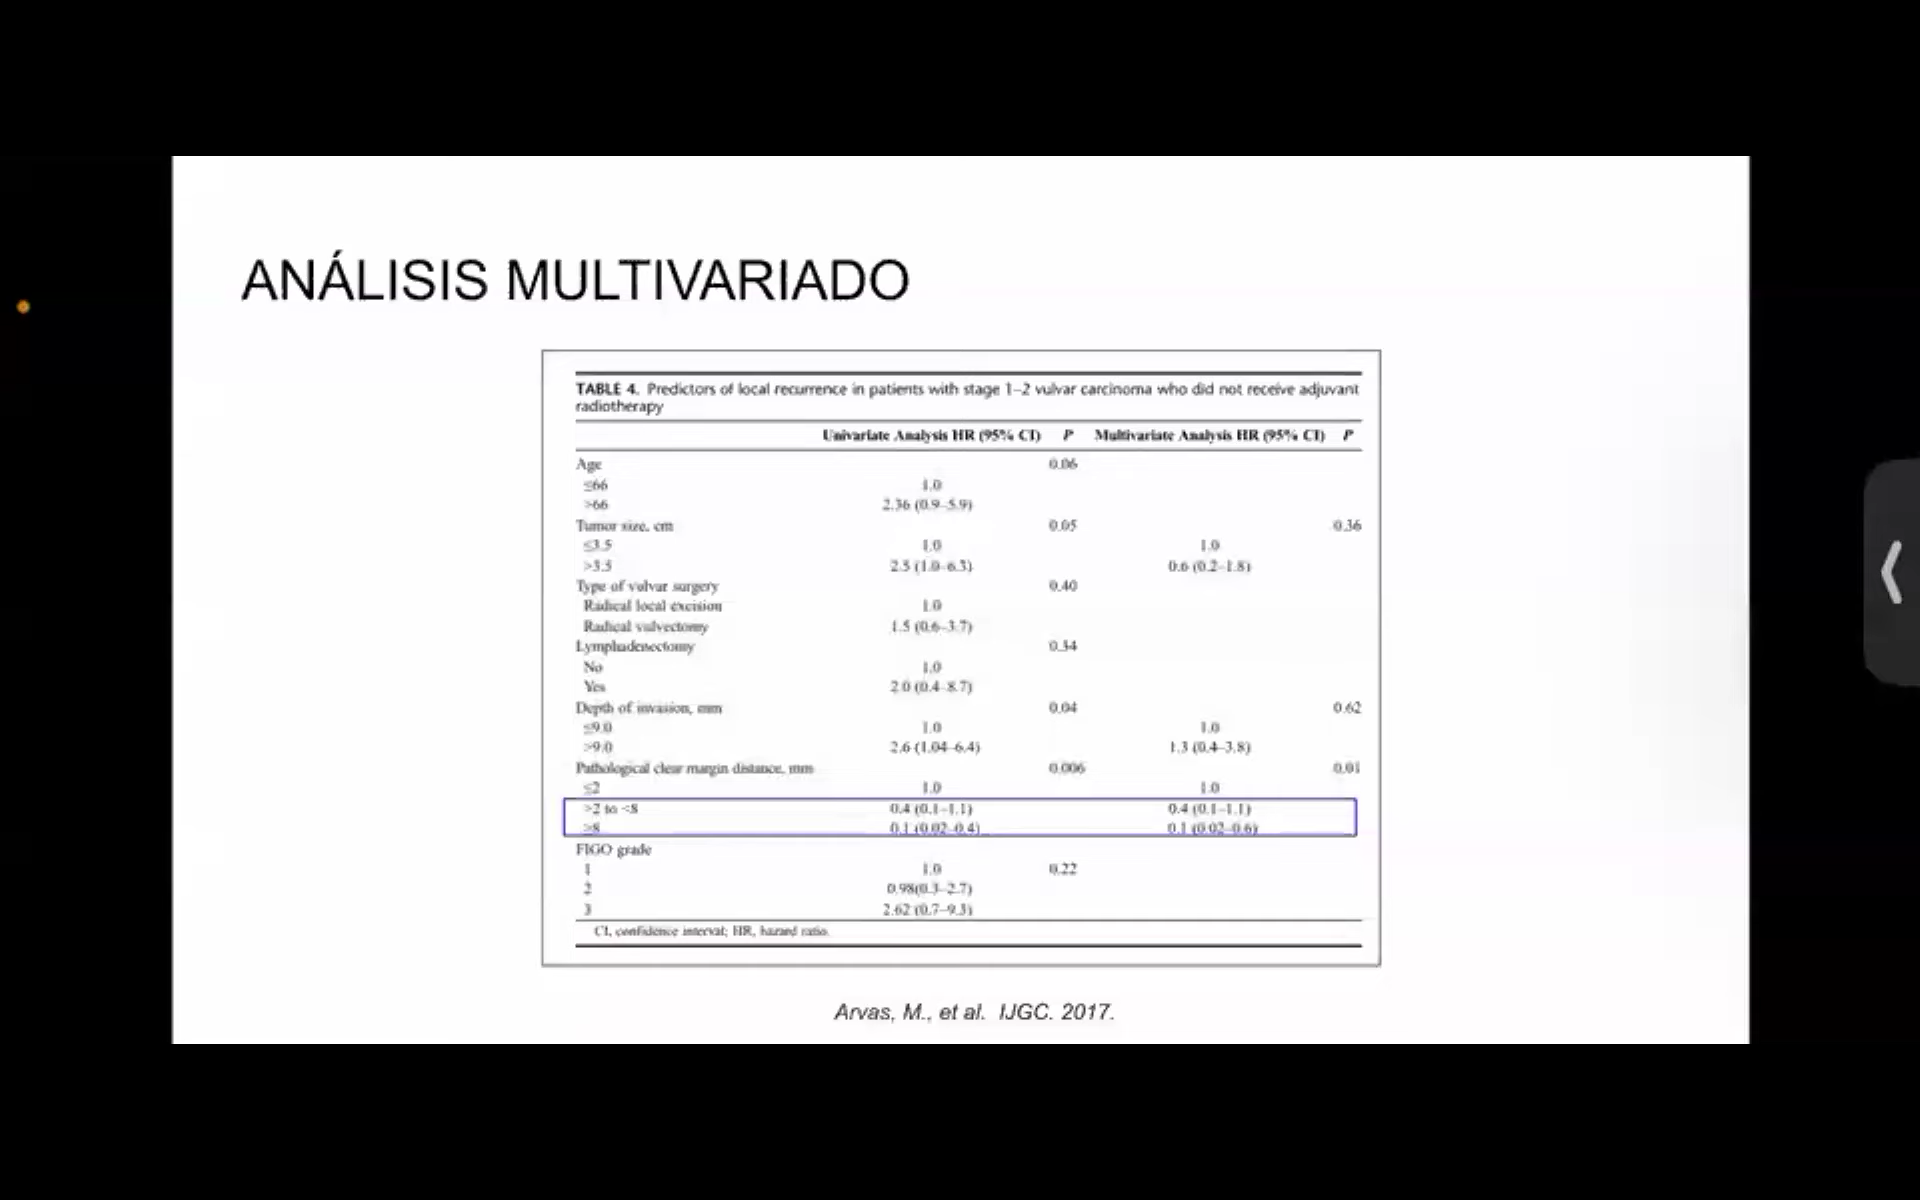 ANÁLISIS MULTIVARIADO
TABLE 4. Predictors of local recurrence in patients with stage 1–2 vulvar carcinoma who did not receive adjuvant
radiotherapy
Univariate Analysis HR (95% CI) P Multivariate Analysis HR (95% CI) P
Age 0.06
≤66 1.0
>66 2.36 (0.9–5.9)
Tumor size, cm 0.05 0.36
≤3.5 1.0 1.0
>3.5 2.5 (1.0–6.3) 0.6 (0.2–1.8)
Type of vulvar surgery 0.40
Radical local excision 1.0
Radical vulvectomy 1.5 (0.6–3.7)
Lymphadenectomy 0.34
No 1.0
Yes 2.0 (0.4–8.7)
Depth of invasion, mm 0.04 0.62
≤9.0 1.0 1.0
>9.0 2.6 (1.04–6.4) 1.3 (0.4–3.8)
Pathological clear margin distance, mm 0.006 0.01
≤2 1.0 1.0
>2 to <8 0.4 (0.1–1.1) 0.4 (0.1–1.1)
≥8 0.1 (0.02–0.4) 0.1 (0.02–0.6)
FIGO grade
1 1.0 0.22
2 0.98(0.3–2.7)
3 2.62 (0.7–9.3)
CI, confidence interval; HR, hazard ratio.
Arvas, M., et al. IJGC. 2017.